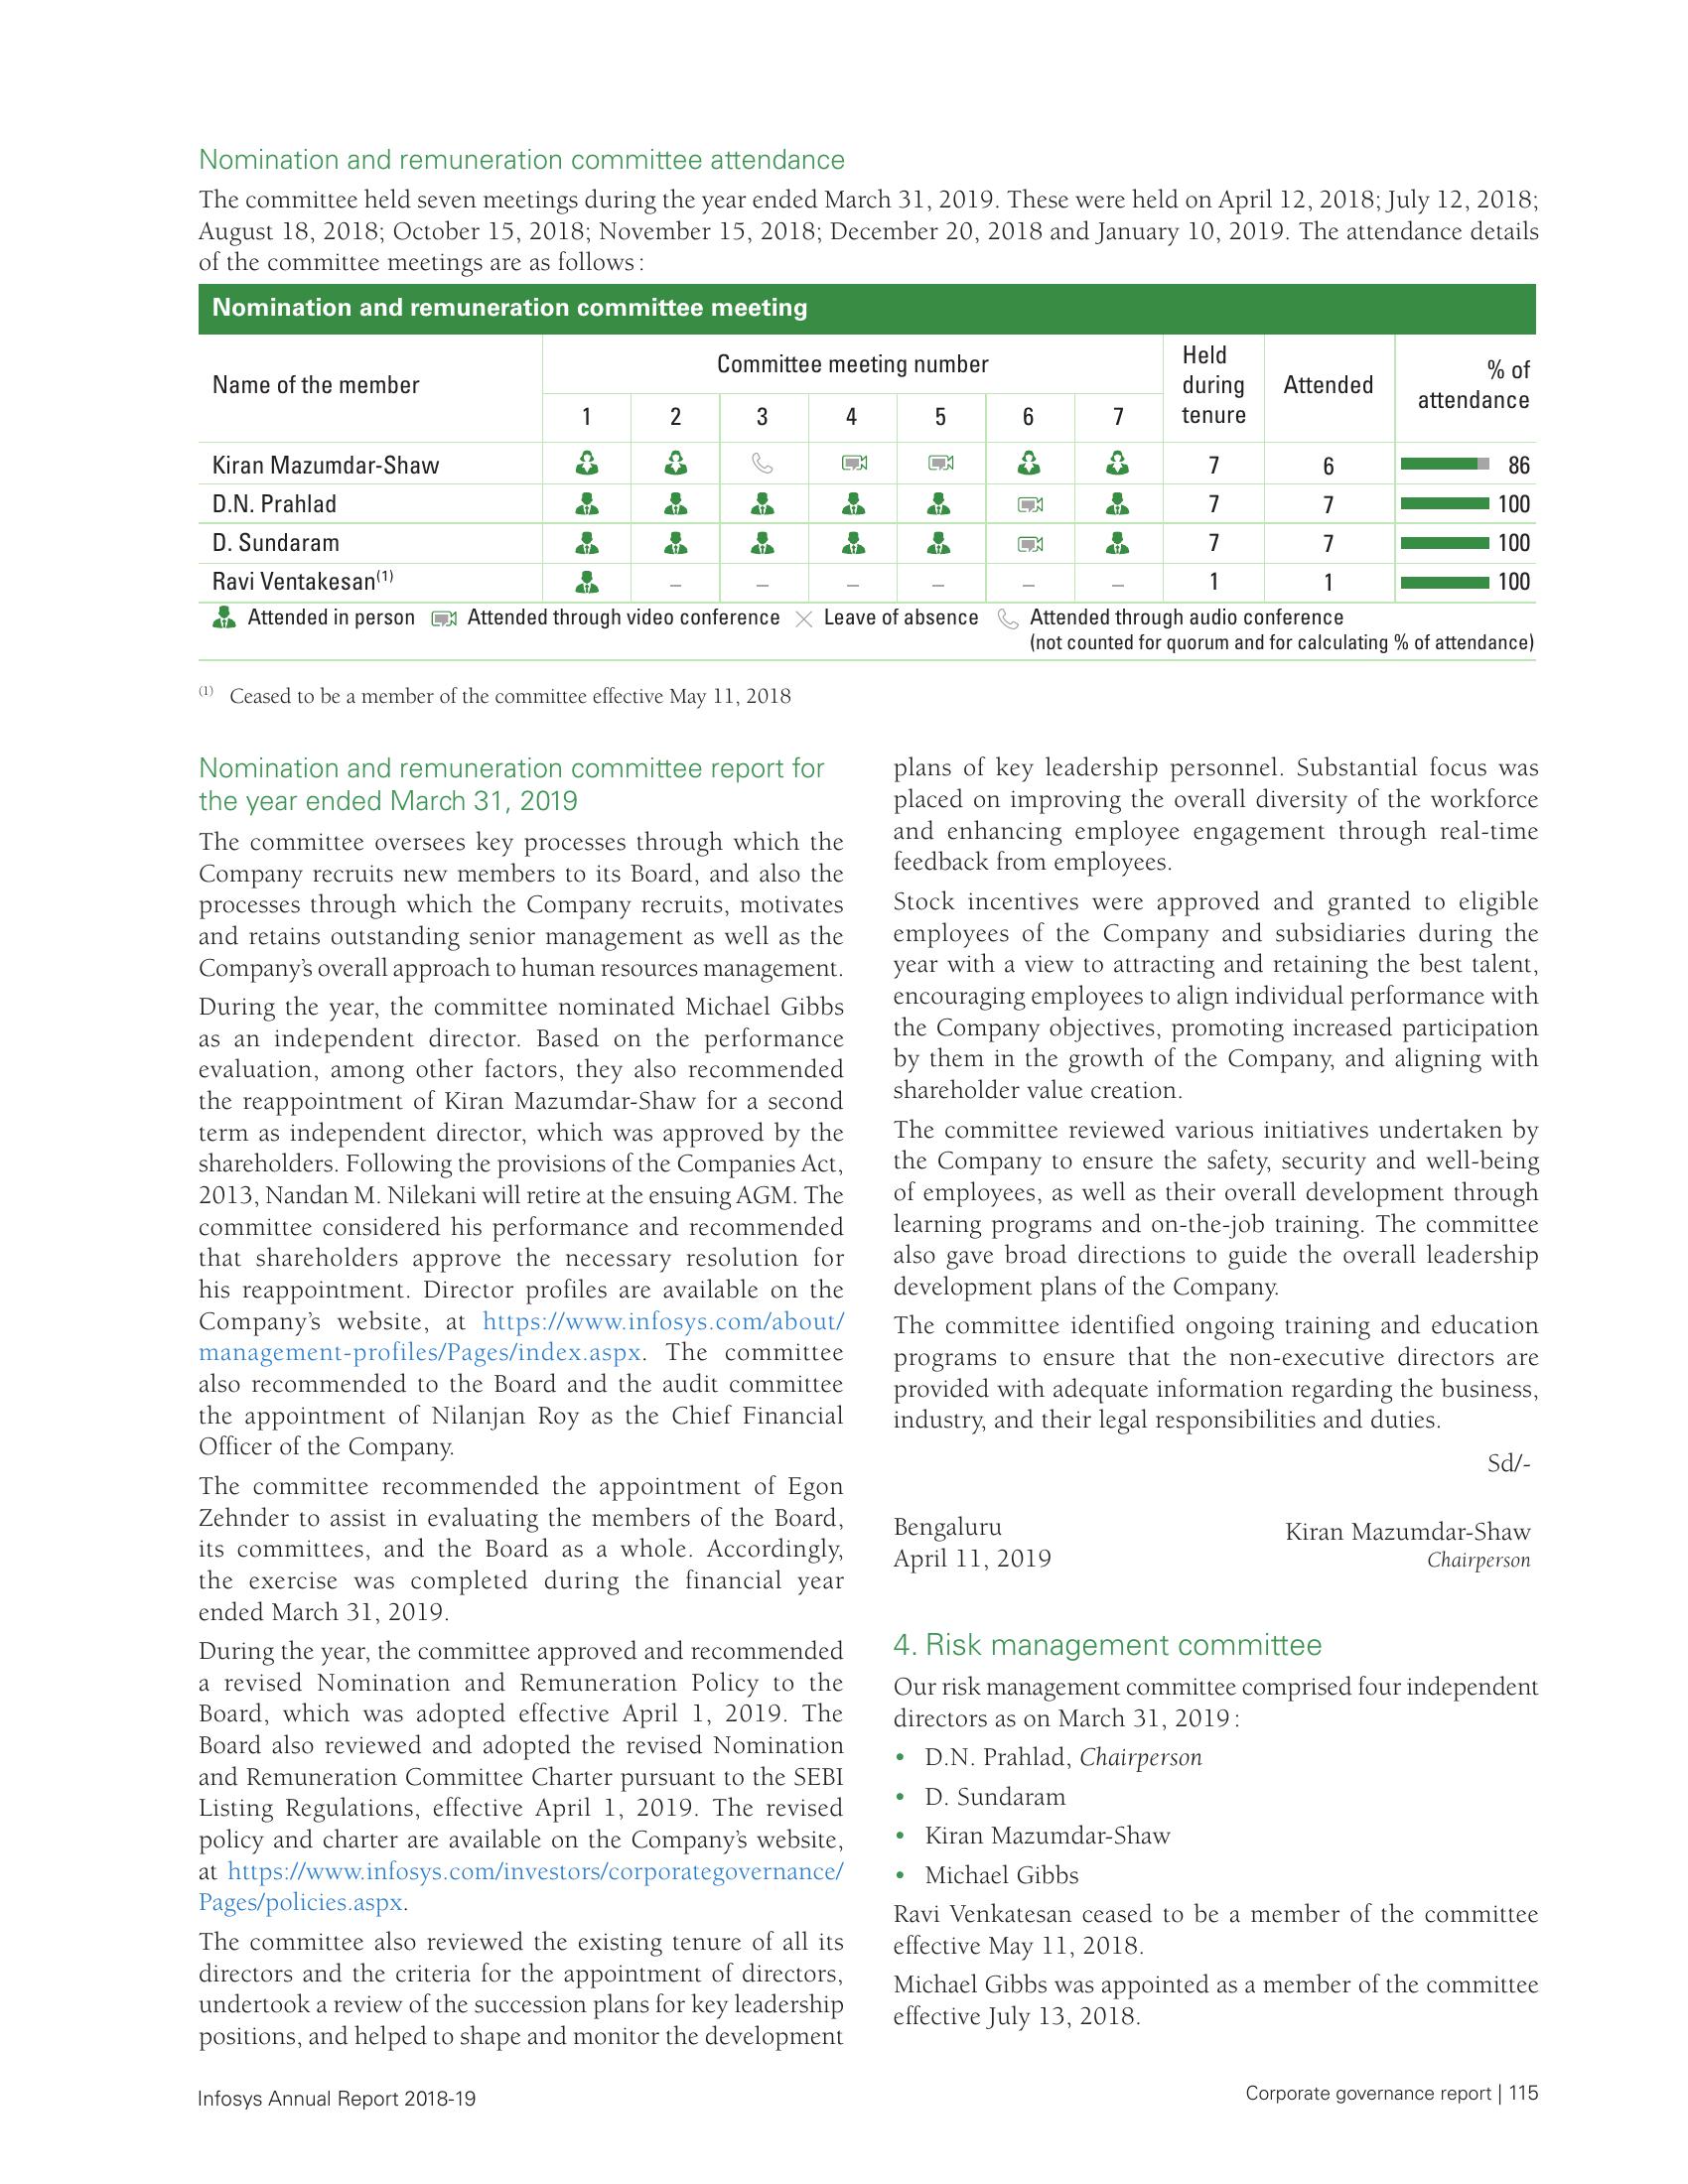 Nomination and remuneration committee attendance
The committee held seven meetings during the year ended March 31, 2019. These were held on April 12, 2018; July 12, 2018;
August 18, 2018; October 15, 2018; November 15, 2018; December 20, 2018 and January 10, 2019. The attendance details
of the committee meetings are as follows:
Nomination and remuneration committee meeting
Name of the member Committee meeting number Held during tenure Attended % of attendance
1 2 3 4 5 6 7
Kiran Mazumdar-Shaw 7 6 86
D.N. Prahlad 7 7 100
D. Sundaram 7 7 100
Ravi Ventakesan(1) – – – – – – 1 1 100
Attended in person Attended through video conference Leave of absence Attended through audio conference
(not counted for quorum and for calculating % of attendance)
(1) Ceased to be a member of the committee effective May 11, 2018
Nomination and remuneration committee report for
the year ended March 31, 2019
The committee oversees key processes through which the
Company recruits new members to its Board, and also the
processes through which the Company recruits, motivates
and retains outstanding senior management as well as the
Company's overall approach to human resources management.
During the year, the committee nominated Michael Gibbs
as an independent director. Based on the performance
evaluation, among other factors, they also recommended
the reappointment of Kiran Mazumdar-Shaw for a second
term as independent director, which was approved by the
shareholders. Following the provisions of the Companies Act,
2013, Nandan M. Nilekani will retire at the ensuing AGM. The
committee considered his performance and recommended
that shareholders approve the necessary resolution for
his reappointment. Director profiles are available on the
Company's website, at https://www.infosys.com/about/
management-profiles/Pages/index.aspx. The committee
also recommended to the Board and the audit committee
the appointment of Nilanjan Roy as the Chief Financial
Officer of the Company.
The committee recommended the appointment of Egon
Zehnder to assist in evaluating the members of the Board,
its committees, and the Board as a whole. Accordingly,
the exercise was completed during the financial year
ended March 31, 2019.
During the year, the committee approved and recommended
a revised Nomination and Remuneration Policy to the
Board, which was adopted effective April 1, 2019. The
Board also reviewed and adopted the revised Nomination
and Remuneration Committee Charter pursuant to the SEBI
Listing Regulations, effective April 1, 2019. The revised
policy and charter are available on the Company's website,
at https://www.infosys.com/investors/corporategovernance/
Pages/policies.aspx.
The committee also reviewed the existing tenure of all its
directors and the criteria for the appointment of directors,
undertook a review of the succession plans for key leadership
positions, and helped to shape and monitor the development
plans of key leadership personnel. Substantial focus was
placed on improving the overall diversity of the workforce
and enhancing employee engagement through real-time
feedback from employees.
Stock incentives were approved and granted to eligible
employees of the Company and subsidiaries during the
year with a view to attracting and retaining the best talent,
encouraging employees to align individual performance with
the Company objectives, promoting increased participation
by them in the growth of the Company, and aligning with
shareholder value creation.
The committee reviewed various initiatives undertaken by
the Company to ensure the safety, security and well-being
of employees, as well as their overall development through
learning programs and on-the-job training. The committee
also gave broad directions to guide the overall leadership
development plans of the Company.
The committee identified ongoing training and education
programs to ensure that the non-executive directors are
provided with adequate information regarding the business,
industry, and their legal responsibilities and duties.
Sd/-
Bengaluru Kiran Mazumdar-Shaw
April 11, 2019 Chairperson
4. Risk management committee
Our risk management committee comprised four independent
directors as on March 31, 2019:
• D.N. Prahlad, Chairperson
• D. Sundaram
• Kiran Mazumdar-Shaw
• Michael Gibbs
Ravi Venkatesan ceased to be a member of the committee
effective May 11, 2018.
Michael Gibbs was appointed as a member of the committee
effective July 13, 2018.
Infosys Annual Report 2018-19 Corporate governance report | 115